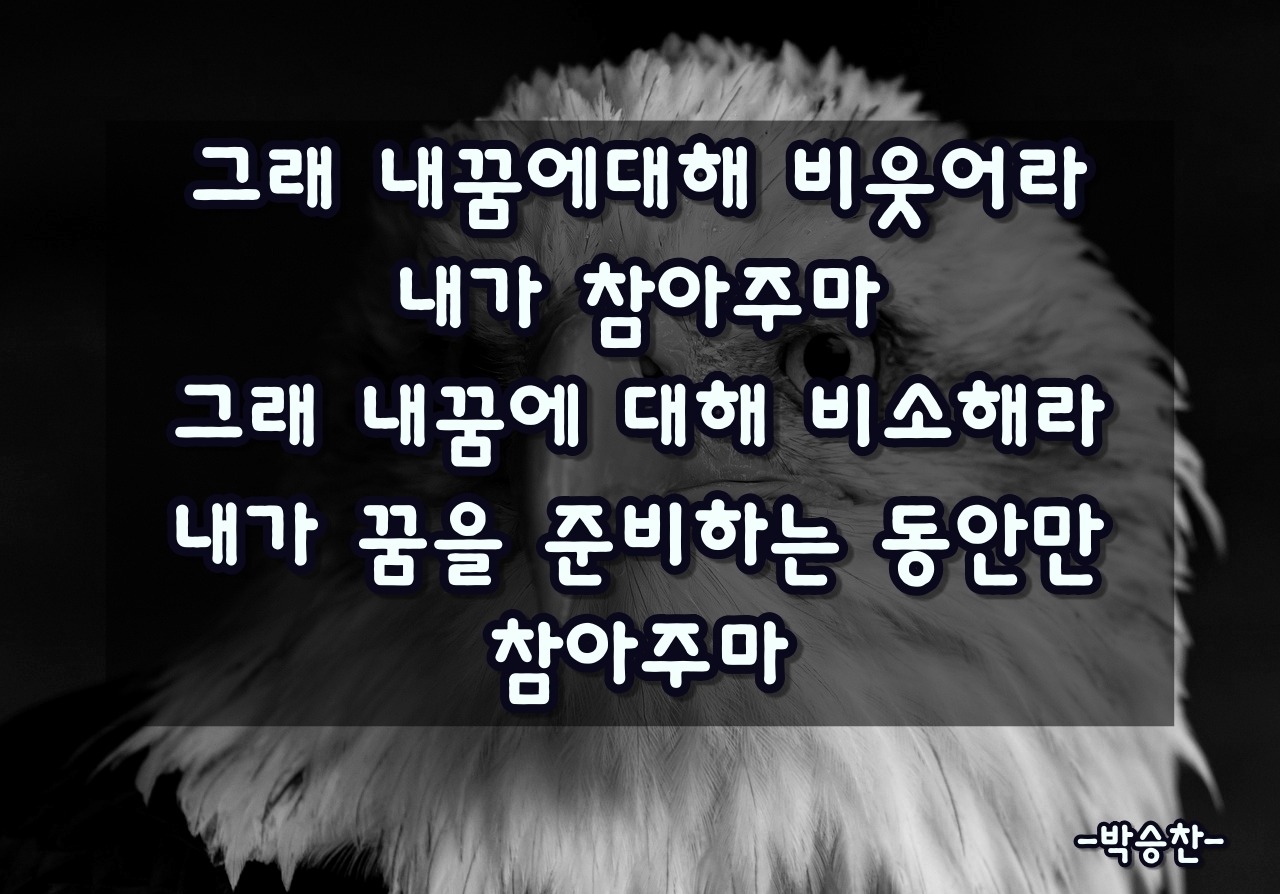 그래 내꿈에대해 비웃어라
내가 참아주마
그래 내꿈에 대해 비소해라
내가 꿈을 준비하는 동안만
참아주마
-박승찬-